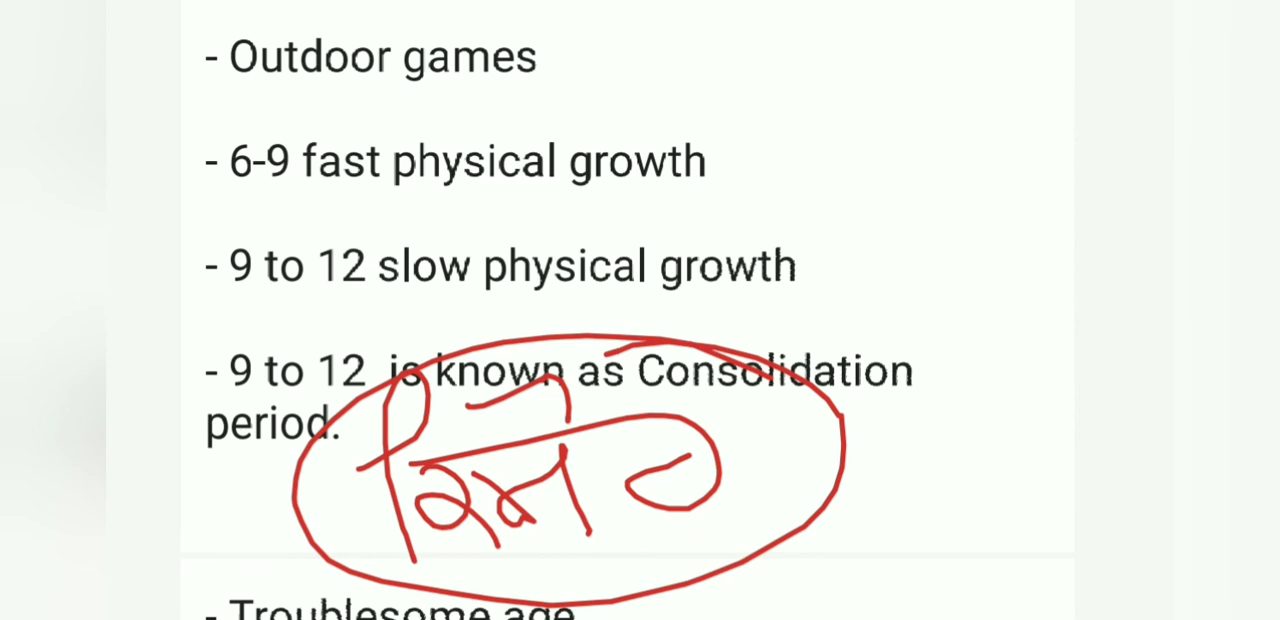 - Outdoor games
- 6-9 fast physical growth
- 9 to 12 slow physical growth
- 9 to 12 is known as Consolidation
period.
- Troublesome age